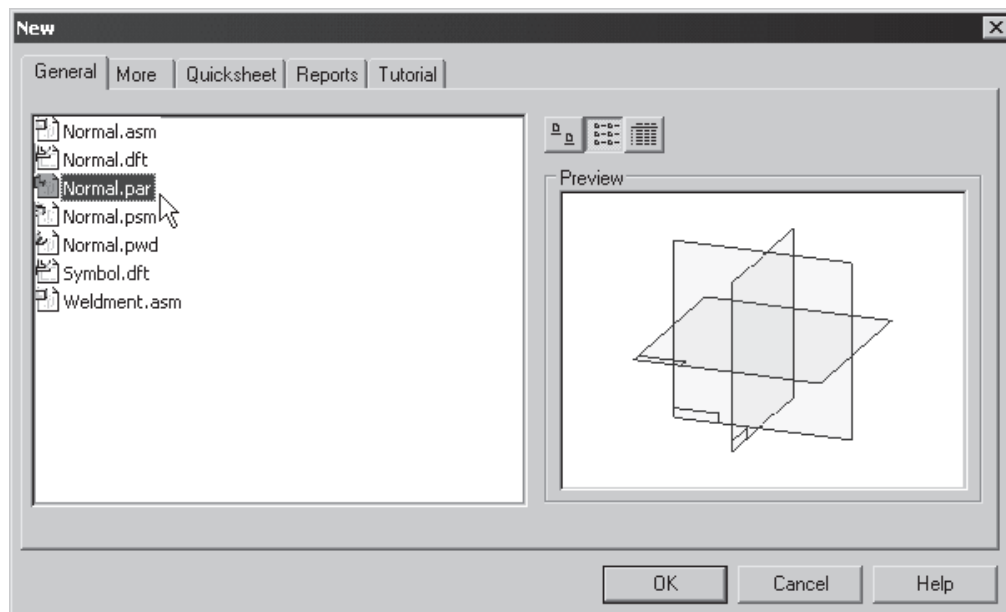 New
General More Quicksheet Reports Tutorial
Normal.asm
Normal.dft
Normal.par
Normal.psm
Normal.pwd
Symbol.dft
Weldment.asm
Preview
OK Cancel Help